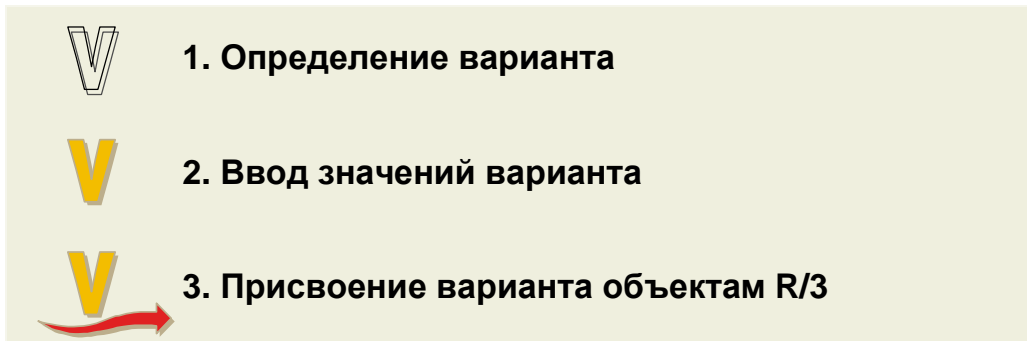 V 1. Определение варианта
V 2. Ввод значений варианта
V 3. Присвоение варианта объектам R/3